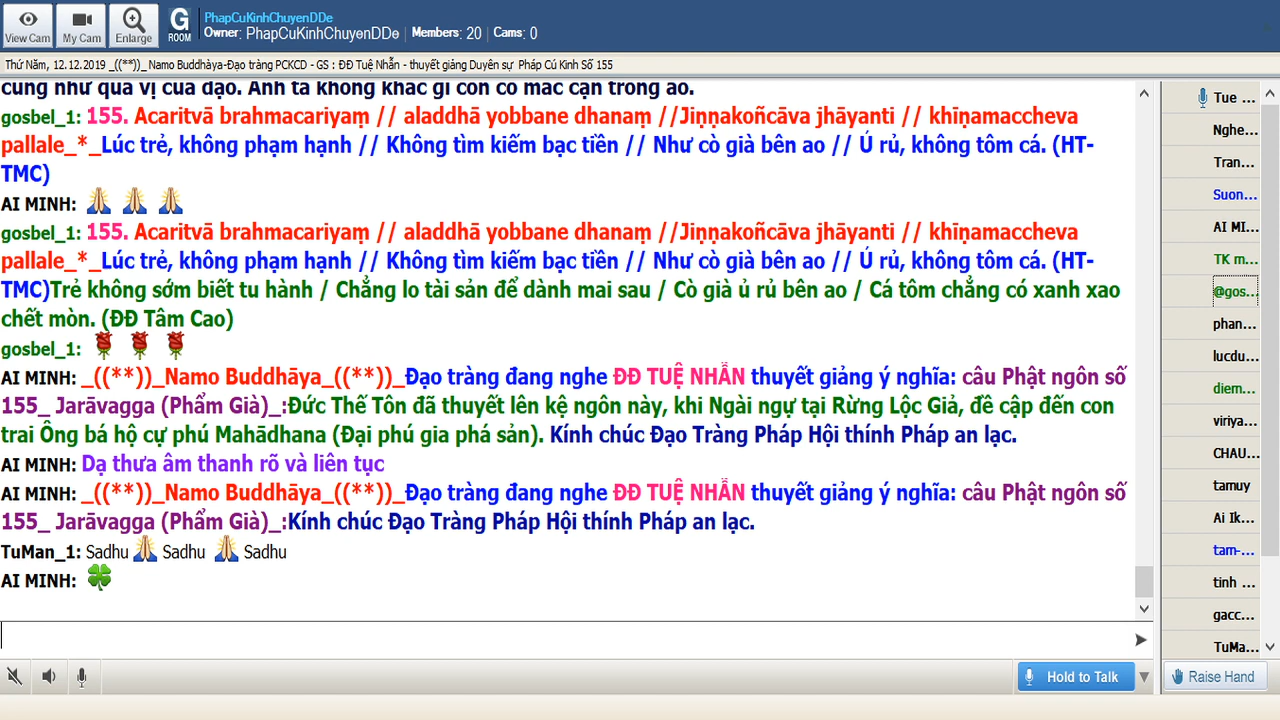 PhapCuKinhChuyenDDe
Owner: PhapCuKinhChuyenDDe | Members: 20 | Cams: 0
View Cam
My Cam
Enlarge
G ROOM
Thứ Năm, 12.12.2019 _((**))_ Namo Buddhàya-Đạo tràng PCKCD - GS : ĐĐ Tuệ Nhẫn - thuyết giảng Duyên sự Pháp Cú Kinh Số 155
cũng như quả vị của đạo. Anh ta không khác gì con cò mắc cạn trong ao.
gosbel_1: 155. Acaritvā brahmacariyaṃ // aladdhā yobbane dhanaṃ //Jiṇṇakoñcāva jhāyanti // khīṇamaccheva
pallale_*_Lúc trẻ, không phạm hạnh // Không tìm kiếm bạc tiền // Như cò già bên ao // Ủ rủ, không tôm cá. (HT-
TMC)
AI MINH:
gosbel_1: 155. Acaritvā brahmacariyaṃ // aladdhā yobbane dhanaṃ //Jiṇṇakoñcāva jhāyanti // khīṇamaccheva
pallale_*_Lúc trẻ, không phạm hạnh // Không tìm kiếm bạc tiền // Như cò già bên ao // Ủ rủ, không tôm cá. (HT-
TMC)Trẻ không sớm biết tu hành / Chẳng lo tài sản để dành mai sau / Cò già ủ rủ bên ao / Cá tôm chẳng có xanh xao
chết mòn. (ĐĐ Tâm Cao)
gosbel_1:
AI MINH: _((**))_Namo Buddhāya_((**))_Đạo tràng đang nghe ĐĐ TUỆ NHẪN thuyết giảng ý nghĩa: câu Phật ngôn số
155_ Jarāvagga (Phẩm Già)_:Đức Thế Tôn đã thuyết lên kệ ngôn này, khi Ngài ngự tại Rừng Lộc Giả, đề cập đến con
trai Ông bá hộ cự phú Mahādhana (Đại phú gia phá sản). Kính chúc Đạo Tràng Pháp Hội thính Pháp an lạc.
AI MINH: Dạ thưa âm thanh rõ và liên tục
AI MINH: _((**))_Namo Buddhāya_((**))_Đạo tràng đang nghe ĐĐ TUỆ NHẪN thuyết giảng ý nghĩa: câu Phật ngôn số
155_ Jarāvagga (Phẩm Già)_:Kính chúc Đạo Tràng Pháp Hội thính Pháp an lạc.
TuMan_1: Sadhu Sadhu Sadhu
AI MINH:
Tue ...
Nghe...
Tran...
Suon...
AI MI...
TK m...
@gos...
phan...
lucdu...
diem...
viriya...
CHAU...
tamuy
Ai Ik...
tam-...
tinh ...
gacc...
TuMa...
Hold to Talk
Raise Hand